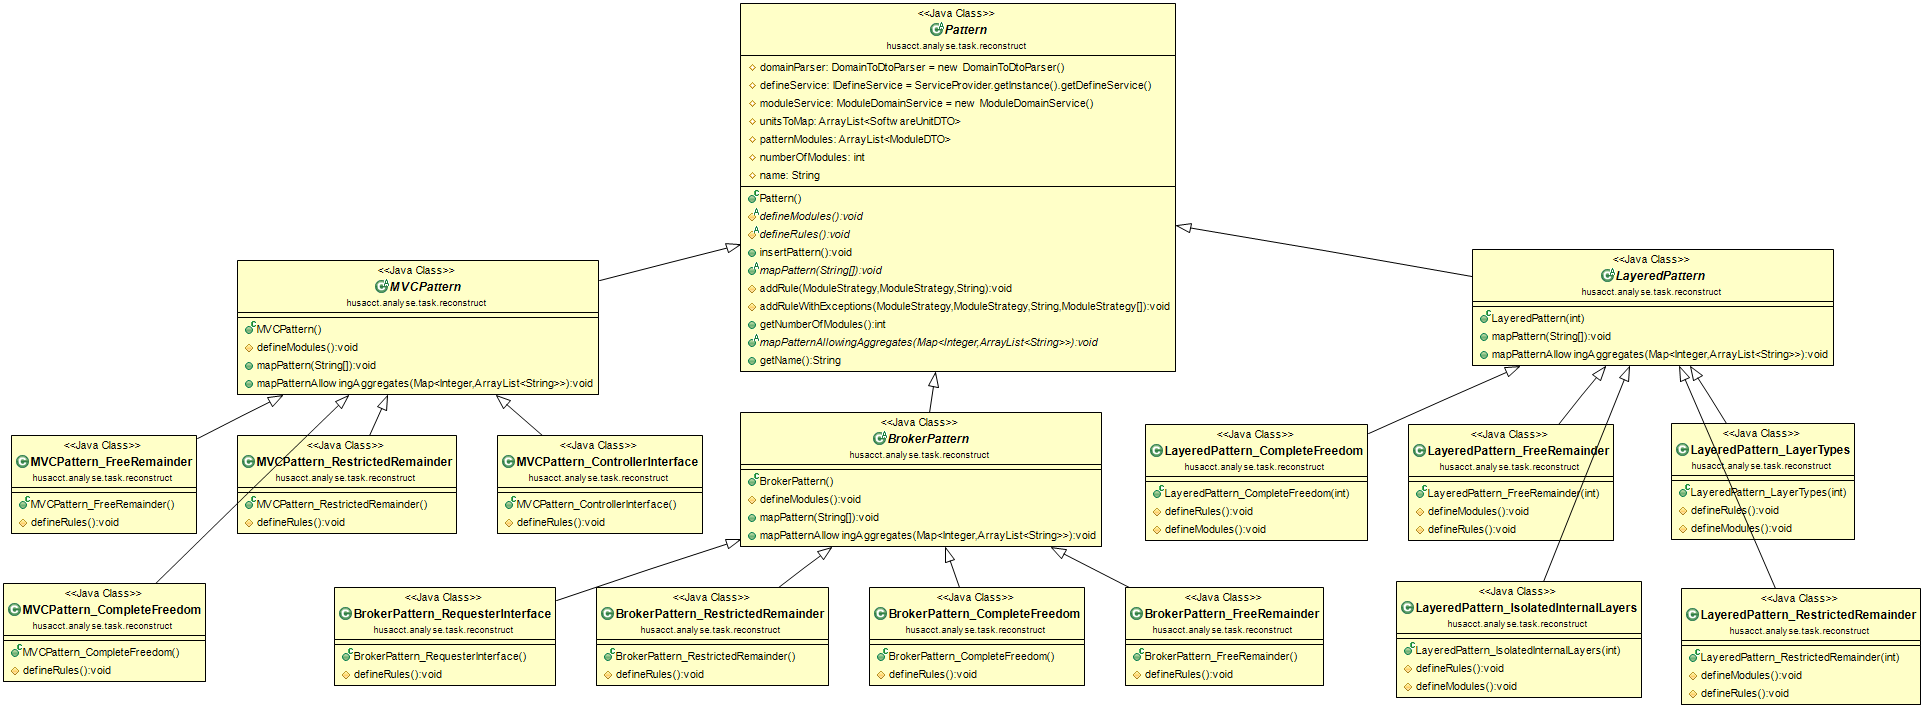 <<Java Class>>
Pattern
husacct.analyse.task.reconstruct
domainParser: DomainToDtoParser = new DomainToDtoParser()
defineService: IDefineService = ServiceProvider.getInstance().getDefineService()
moduleService: ModuleDomainService = new ModuleDomainService()
unitsToMap: ArrayList<SoftwareUnitDTO>
patternModules: ArrayList<ModuleDTO>
numberOfModules: int
name: String
Pattern()
defineModules():void
defineRules():void
insertPattern():void
mapPattern(String[]):void
addRule(ModuleStrategy,ModuleStrategy,String):void
addRuleWithExceptions(ModuleStrategy,ModuleStrategy,String,ModuleStrategy[]):void
getNumberOfModules():int
mapPatternAllowingAggregates(Map<Integer,ArrayList<String>>):void
getName():String
<<Java Class>>
MVCPattern
husacct.analyse.task.reconstruct
MVCPattern()
defineModules():void
mapPattern(String[]):void
mapPatternAllowingAggregates(Map<Integer,ArrayList<String>>):void
<<Java Class>>
LayeredPattern
husacct.analyse.task.reconstruct
LayeredPattern(int)
mapPattern(String[]):void
mapPatternAllowingAggregates(Map<Integer,ArrayList<String>>):void
<<Java Class>>
BrokerPattern
husacct.analyse.task.reconstruct
BrokerPattern()
defineModules():void
mapPattern(String[]):void
mapPatternAllowingAggregates(Map<Integer,ArrayList<String>>):void
<<Java Class>>
MVCPattern_FreeRemainder
husacct.analyse.task.reconstruct
MVCPattern_FreeRemainder()
defineRules():void
<<Java Class>>
MVCPattern_RestrictedRemainder
husacct.analyse.task.reconstruct
MVCPattern_RestrictedRemainder()
defineRules():void
<<Java Class>>
MVCPattern_ControllerInterface
husacct.analyse.task.reconstruct
MVCPattern_ControllerInterface()
defineRules():void
<<Java Class>>
LayeredPattern_CompleteFreedom
husacct.analyse.task.reconstruct
LayeredPattern_CompleteFreedom(int)
defineRules():void
defineModules():void
<<Java Class>>
LayeredPattern_FreeRemainder
husacct.analyse.task.reconstruct
LayeredPattern_FreeRemainder(int)
defineModules():void
defineRules():void
<<Java Class>>
LayeredPattern_LayerTypes
husacct.analyse.task.reconstruct
LayeredPattern_LayerTypes(int)
defineRules():void
defineModules():void
<<Java Class>>
MVCPattern_CompleteFreedom
husacct.analyse.task.reconstruct
MVCPattern_CompleteFreedom()
defineRules():void
<<Java Class>>
BrokerPattern_RequesterInterface
husacct.analyse.task.reconstruct
BrokerPattern_RequesterInterface()
defineRules():void
<<Java Class>>
BrokerPattern_RestrictedRemainder
husacct.analyse.task.reconstruct
BrokerPattern_RestrictedRemainder()
defineRules():void
<<Java Class>>
BrokerPattern_CompleteFreedom
husacct.analyse.task.reconstruct
BrokerPattern_CompleteFreedom()
defineRules():void
<<Java Class>>
BrokerPattern_FreeRemainder
husacct.analyse.task.reconstruct
BrokerPattern_FreeRemainder()
defineRules():void
<<Java Class>>
LayeredPattern_IsolatedInternalLayers
husacct.analyse.task.reconstruct
LayeredPattern_IsolatedInternalLayers(int)
defineRules():void
defineModules():void
<<Java Class>>
LayeredPattern_RestrictedRemainder
husacct.analyse.task.reconstruct
LayeredPattern_RestrictedRemainder(int)
defineModules():void
defineRules():void